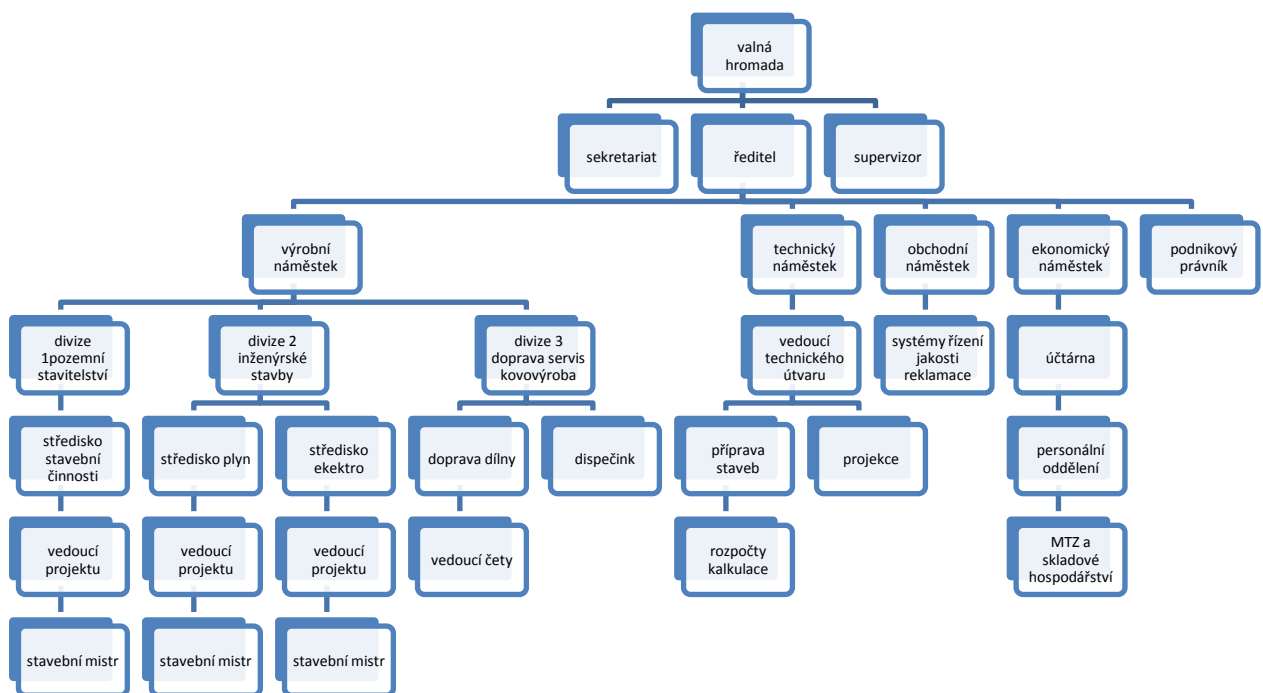 valná
hromada
sekretariat
ředitel
supervizor
výrobní
náměstek
technický
náměstek
obchodní
náměstek
ekonomický
náměstek
podnikový
právník
divize
1pozemní
stavitelství
divize 2
inženýrské
stavby
divize 3
doprava servis
kovovýroba
vedoucí
technického
útvaru
systémy řízení
jakosti
reklamace
účtárna
středisko
stavební
činnosti
středisko plyn
středisko
ekektro
doprava dílny
dispečink
příprava
staveb
projekce
personální
oddělení
vedoucí
projektu
vedoucí
projektu
vedoucí
projektu
vedoucí čety
rozpočty
kalkulace
MTZ a
skladové
hospodářství
stavební mistr
stavební mistr
stavební mistr